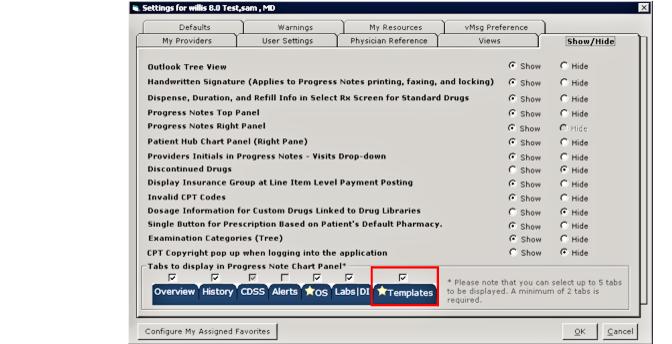 Settings for willis 8.0 Test,sam , MD
Defaults Warnings My Resources vMsg Preference
My Providers User Settings Physician Reference Views Show/Hide
Outlook Tree View Show Hide
Handwritten Signature (Applies to Progress Notes printing, faxing, and locking) Show Hide
Dispense, Duration, and Refill Info in Select Rx Screen for Standard Drugs Show Hide
Progress Notes Top Panel Show Hide
Progress Notes Right Panel Show Hide
Patient Hub Chart Panel (Right Pane) Show Hide
Providers Initials in Progress Notes - Visits Drop-down Show Hide
Discontinued Drugs Show Hide
Display Insurance Group at Line Item Level Payment Posting Show Hide
Invalid CPT Codes Show Hide
Dosage Information for Custom Drugs Linked to Drug Libraries Show Hide
Single Button for Prescription Based on Patient's Default Pharmacy. Show Hide
Examination Categories (Tree) Show Hide
CPT Copyright pop up when logging into the application Show Hide
Tabs to display in Progress Note Chart Panel*
Overview History CDSS Alerts OS Labs|DI Templates
* Please note that you can select up 5 tabs
to be displayed. A minimum of 2 tabs is
required.
Configure My Assigned Favorites OK Cancel